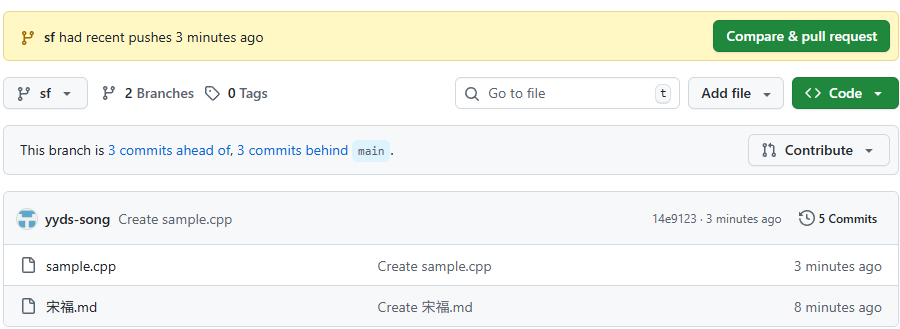 sf had recent pushes 3 minutes ago Compare & pull request
sf 2 Branches 0 Tags Go to file t Add file Code
This branch is 3 commits ahead of, 3 commits behind main.
Contribute
yyds-song Create sample.cpp 14e9123 · 3 minutes ago 5 Commits
sample.cpp Create sample.cpp 3 minutes ago
宋福.md Create 宋福.md 8 minutes ago